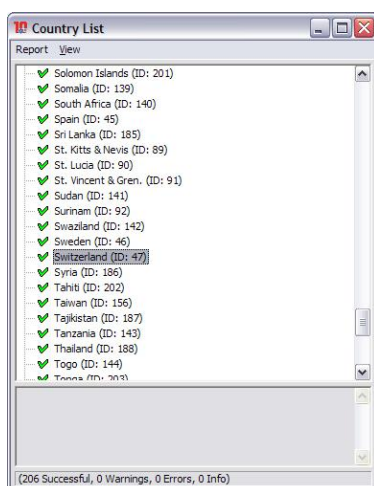 Country List
Report View
Solomon Islands (ID: 201)
Somalia (ID: 139)
South Africa (ID: 140)
Spain (ID: 45)
Sri Lanka (ID: 185)
St. Kitts & Nevis (ID: 89)
St. Lucia (ID: 90)
St. Vincent & Gren. (ID: 91)
Sudan (ID: 141)
Surinam (ID: 92)
Swaziland (ID: 142)
Sweden (ID: 46)
Switzerland (ID: 47)
Syria (ID: 186)
Tahiti (ID: 202)
Taiwan (ID: 156)
Tajikistan (ID: 187)
Tanzania (ID: 143)
Thailand (ID: 188)
Togo (ID: 144)
Tonga (ID: 203)
(206 Successful, 0 Warnings, 0 Errors, 0 Info)